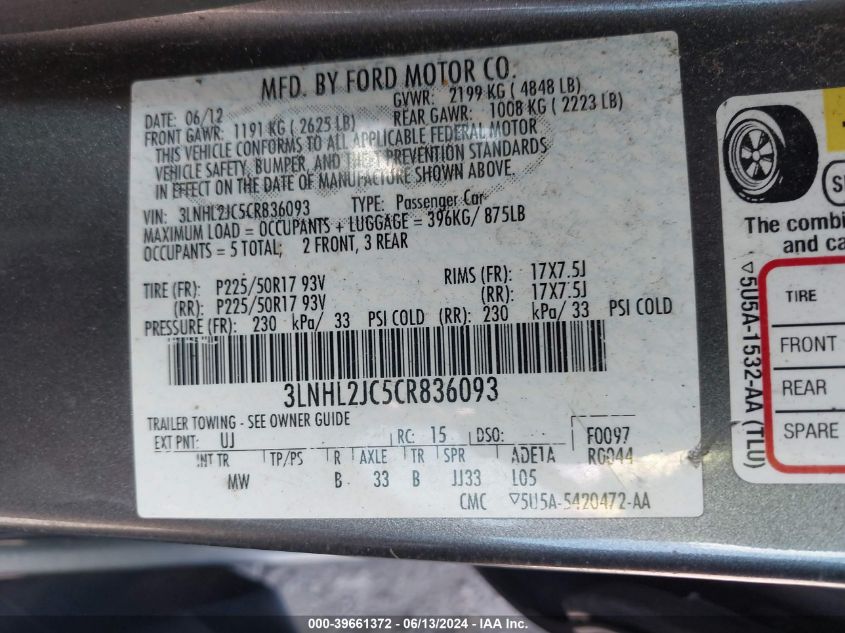 MFD. BY FORD MOTOR CO.
DATE: 06/12 GVWR: 2199 KG ( 4848 LB)
FRONT GAWR: 1191 KG ( 2625 LB) REAR GAWR: 1008 KG ( 2223 LB)
THIS VEHICLE CONFORMS TO ALL APPLICABLE FEDERAL MOTOR
VEHICLE SAFETY, BUMPER, AND THEFT PREVENTION STANDARDS
IN EFFECT ON THE DATE OF MANUFACTURE SHOWN ABOVE.
VIN: 3LNHL2JC5CR836093 TYPE: Passenger Car
MAXIMUM LOAD = OCCUPANTS + LUGGAGE = 396KG/ 875LB
OCCUPANTS = 5 TOTAL; 2 FRONT, 3 REAR
TIRE (FR): P225/50R17 93V RIMS (FR): 17X7.5J
(RR): P225/50R17 93V (RR): 17X7.5J
PRESSURE (FR): 230 kPa/ 33 PSI COLD (RR): 230 kPa/ 33 PSI COLD
3LNHL2JC5CR836093
TRAILER TOWING - SEE OWNER GUIDE
EXT PNT: UJ RC: 15 DSO: F0097
INT TR TP/PS R AXLE TR SPR ADE1A R0044
MW B 33 B JJ33 L05
CMC ▽5U5A-5420472-AA
The combi
and ca
▽5U5A-1532-AA (TLU)
TIRE
FRONT
REAR
SPARE
000-39661372 - 06/13/2024 - IAA Inc.